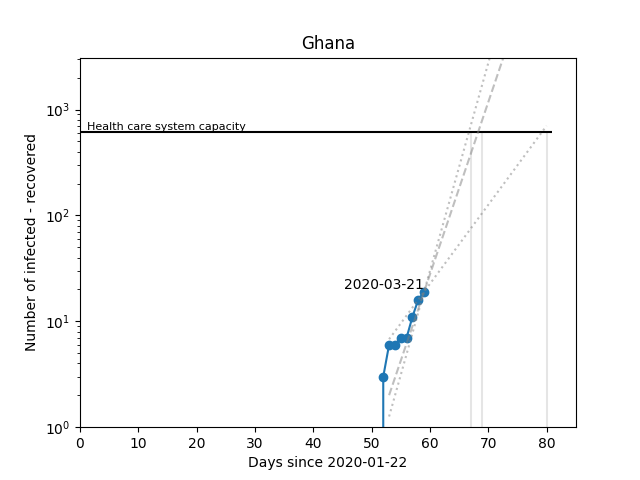 Ghana
Number of infected - recovered
10³
10²
10¹
10⁰
Health care system capacity
2020-03-21
0 10 20 30 40 50 60 70 80
Days since 2020-01-22